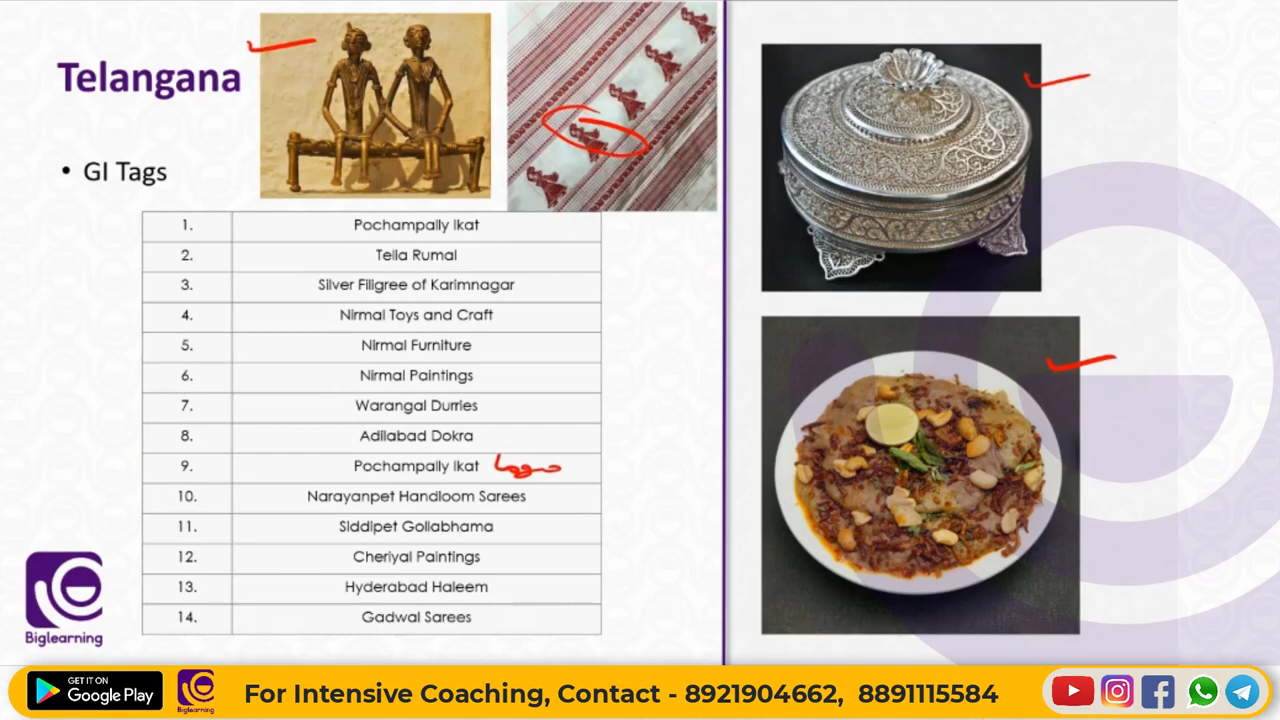 Telangana
• GI Tags
1. Pochampally Ikat
2. Telia Rumal
3. Silver Filigree of Karimnagar
4. Nirmal Toys and Craft
5. Nirmal Furniture
6. Nirmal Paintings
7. Warangal Durries
8. Adilabad Dokra
9. Pochampally Ikat
10. Narayanpet Handloom Sarees
11. Siddipet Gollabhama
12. Cheriyal Paintings
13. Hyderabad Haleem
14. Gadwal Sarees
Biglearning
GET IT ON
Google Play
Biglearning
For Intensive Coaching, Contact - 8921904662, 8891115584